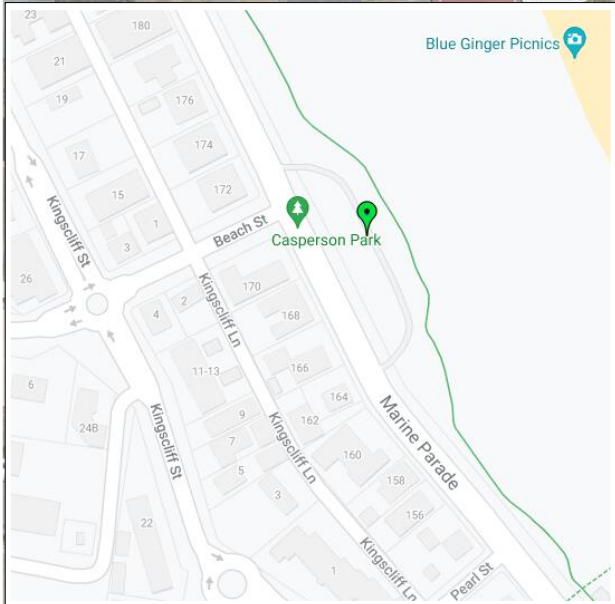 23
180
Blue Ginger Picnics
21
19
176
174
17
172
15
1
3
Kingscliff St
Beach St
Casperson Park
26
Kingscliff Ln
170
2
4
168
11-13
166
6
164
162
9
24B
7
Kingscliff St
Kingscliff Ln
Marine Parade
160
5
158
3
156
22
1
Kingscliff Ln
Pearl St